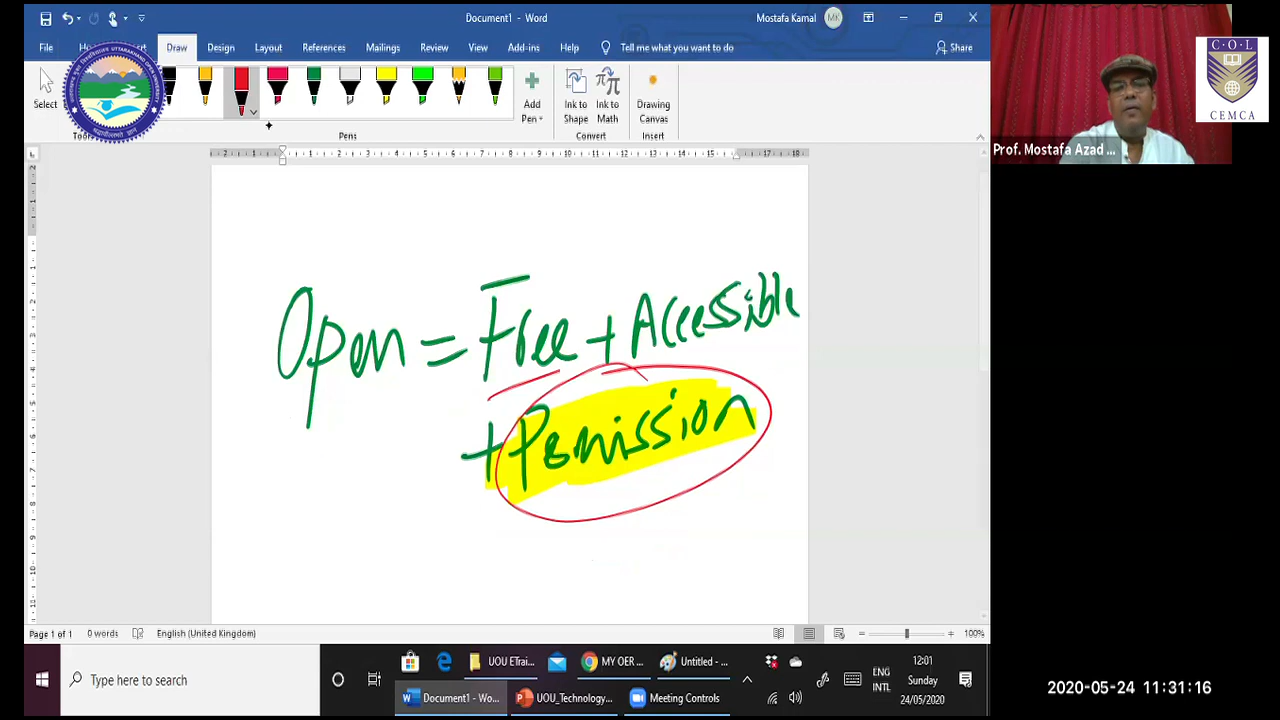 Document1 - Word
Mostafa Kamal
MK
File
Draw
Design
Layout
References
Mailings
Review
View
Add-ins
Help
Tell me what you want to do
Share
Select
Add
Pen
Ink to
Shape
Ink to
Math
Drawing
Canvas
Pens
Convert
Insert
C·O·L
CEMCA
Prof. Mostafa Azad ...
Open = Free + Accessible
+ Permission
Page 1 of 1
0 words
English (United Kingdom)
100%
Type here to search
UOU ETrai...
MY OER ...
Untitled - ...
Document1 - Wo...
UOU_Technology...
Meeting Controls
ENG
INTL
12:01
Sunday
24/05/2020
2020-05-24 11:31:16